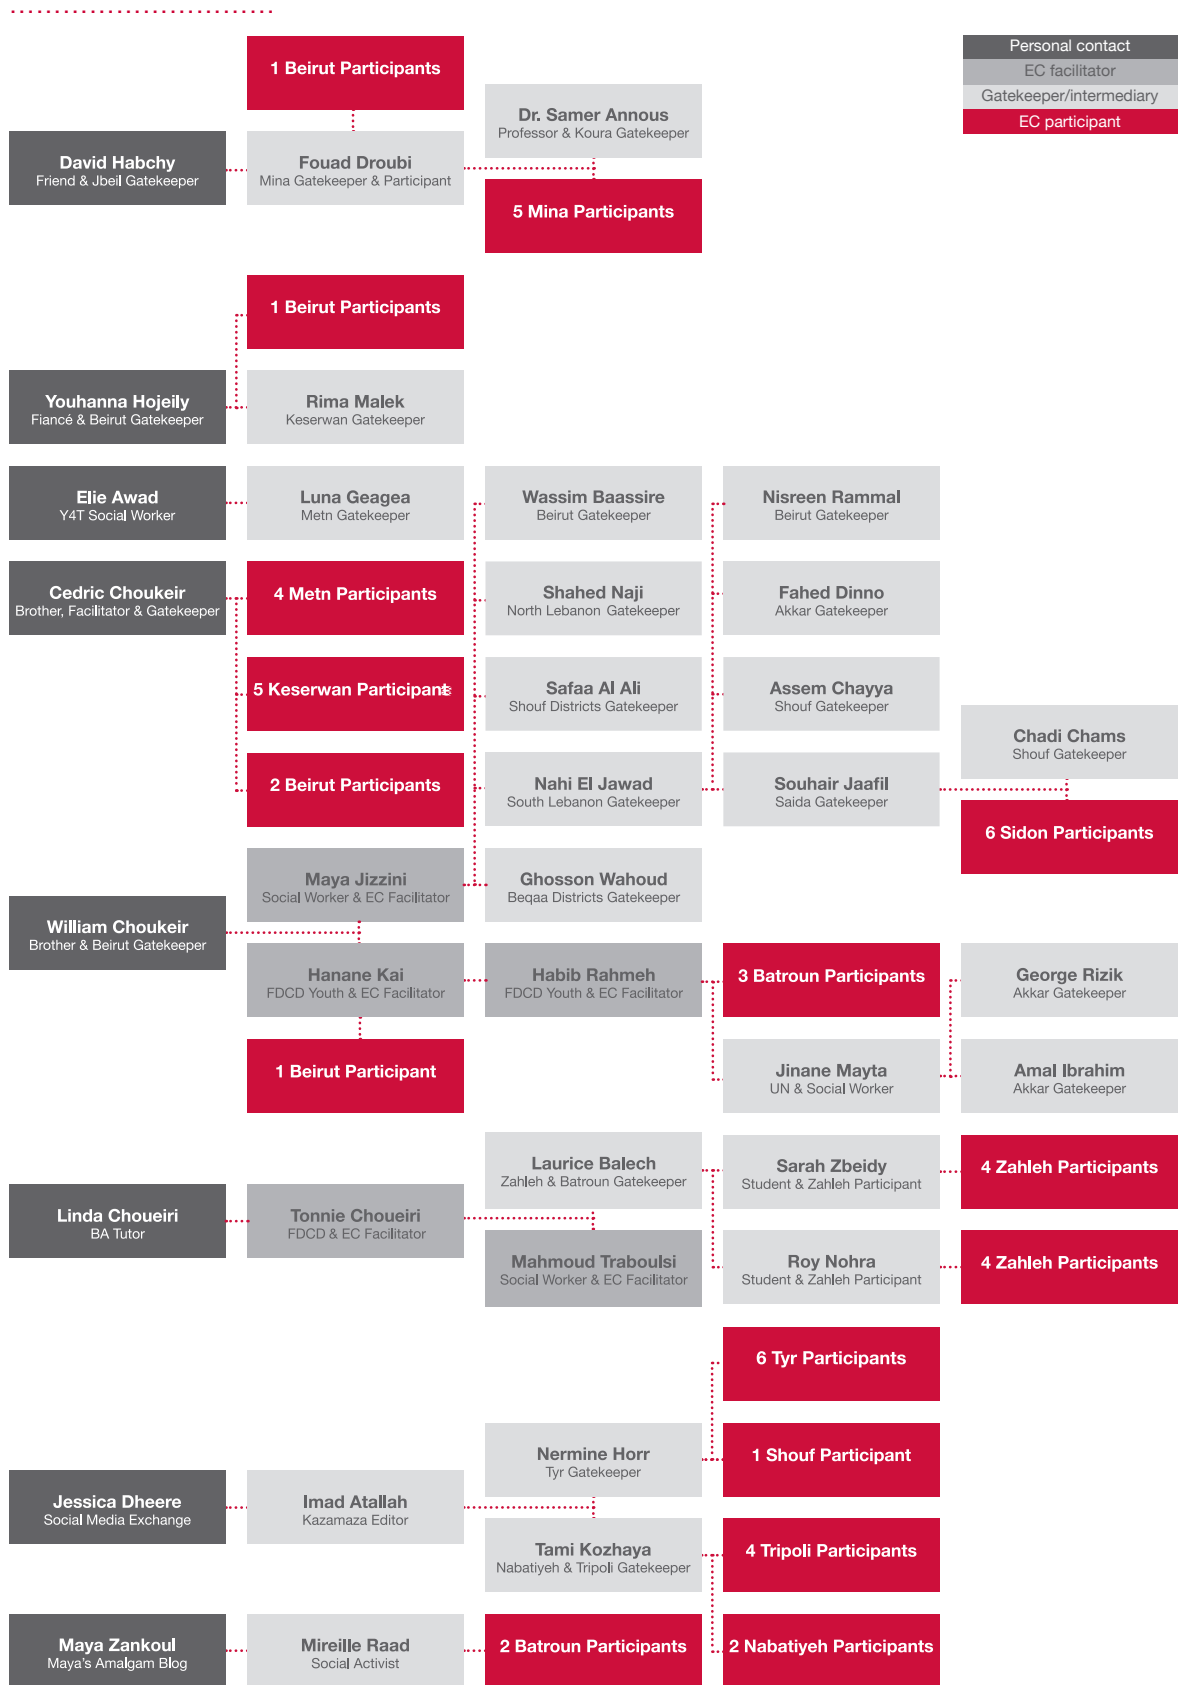 Personal contact
EC facilitator
Gatekeeper/intermediary
EC participant
1 Beirut Participants
Dr. Samer Annous
Professor & Koura Gatekeeper
David Habchy
Friend & Jbeil Gatekeeper
Fouad Droubi
Mina Gatekeeper & Participant
5 Mina Participants
1 Beirut Participants
Youhanna Hojeily
Fiancé & Beirut Gatekeeper
Rima Malek
Keserwan Gatekeeper
Elie Awad
Y4T Social Worker
Luna Geagea
Metn Gatekeeper
Wassim Baassire
Beirut Gatekeeper
Nisreen Rammal
Beirut Gatekeeper
Cedric Choukeir
Brother, Facilitator & Gatekeeper
4 Metn Participants
Shahed Naji
North Lebanon Gatekeeper
Fahed Dinno
Akkar Gatekeeper
5 Keserwan Participants
Safaa Al Ali
Shouf Districts Gatekeeper
Assem Chayya
Shouf Gatekeeper
Chadi Chams
Shouf Gatekeeper
2 Beirut Participants
Nahi El Jawad
South Lebanon Gatekeeper
Souhair Jaafil
Saida Gatekeeper
6 Sidon Participants
Maya Jizzini
Social Worker & EC Facilitator
Ghosson Wahoud
Beqaa Districts Gatekeeper
William Choukeir
Brother & Beirut Gatekeeper
Hanane Kai
FDCD Youth & EC Facilitator
Habib Rahmeh
FDCD Youth & EC Facilitator
3 Batroun Participants
George Rizik
Akkar Gatekeeper
1 Beirut Participant
Jinane Mayta
UN & Social Worker
Amal Ibrahim
Akkar Gatekeeper
Laurice Balech
Zahleh & Batroun Gatekeeper
Sarah Zbeidy
Student & Zahleh Participant
4 Zahleh Participants
Linda Choueiri
BA Tutor
Tonnie Choueiri
FDCD & EC Facilitator
Mahmoud Traboulsi
Social Worker & EC Facilitator
Roy Nohra
Student & Zahleh Participant
4 Zahleh Participants
6 Tyr Participants
Nermine Horr
Tyr Gatekeeper
1 Shouf Participant
Jessica Dheere
Social Media Exchange
Imad Atallah
Kazamaza Editor
Tami Kozhaya
Nabatiyeh & Tripoli Gatekeeper
4 Tripoli Participants
Maya Zankoul
Maya's Amalgam Blog
Mireille Raad
Social Activist
2 Batroun Participants
2 Nabatiyeh Participants